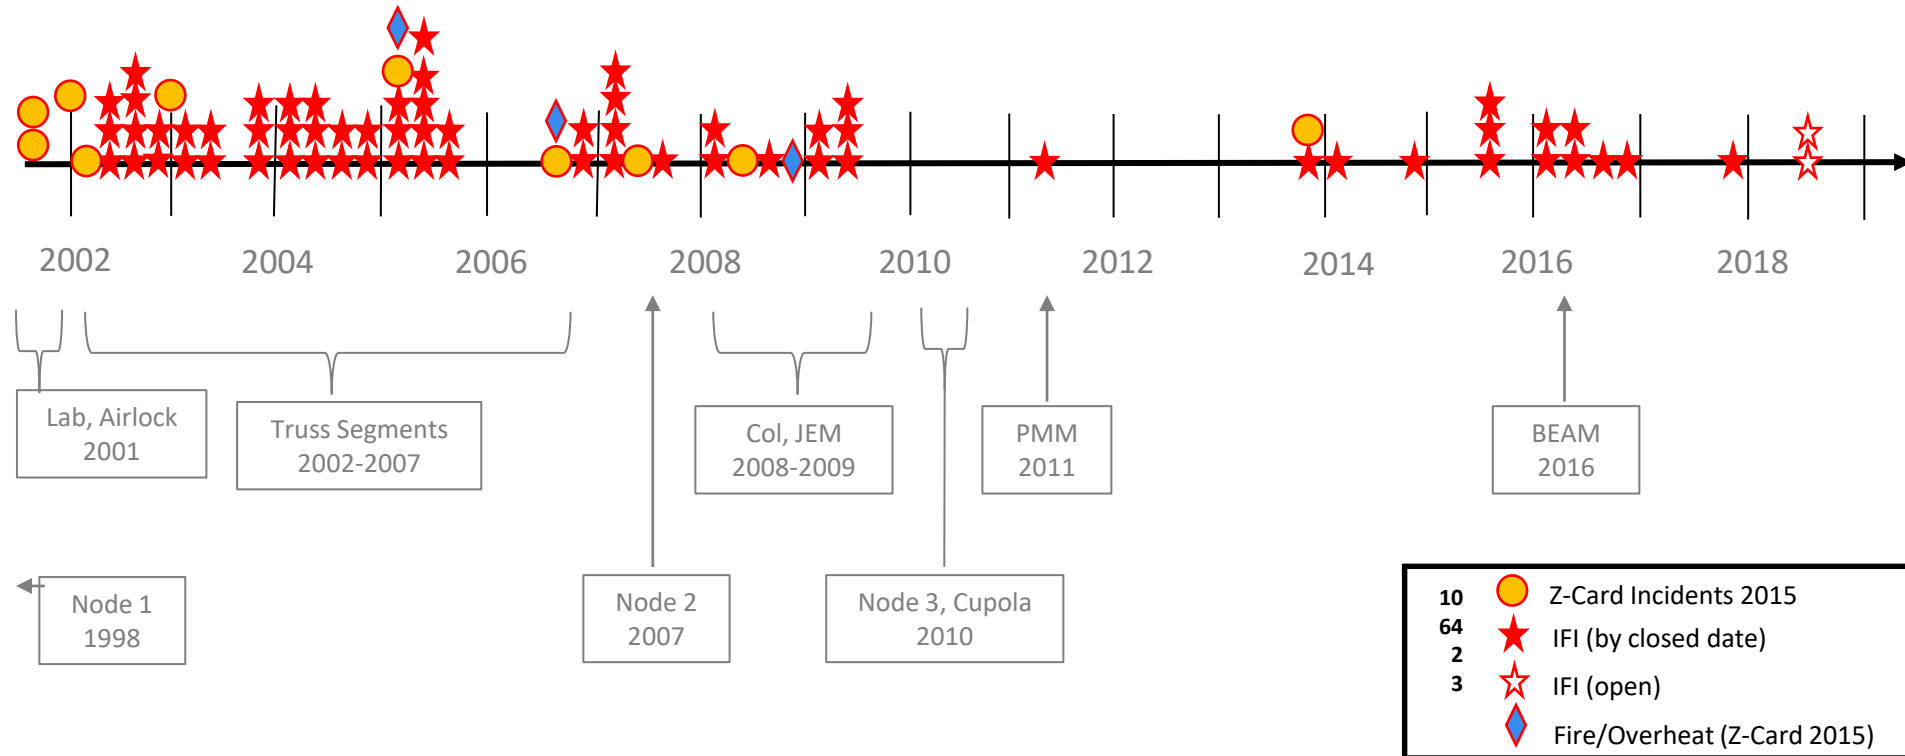 2002
2004
2006
2008
2010
2012
2014
2016
2018
Lab, Airlock
2001
Truss Segments
2002-2007
Col, JEM
2008-2009
PMM
2011
BEAM
2016
Node 1
1998
Node 2
2007
Node 3, Cupola
2010
10 Z-Card Incidents 2015
64 IFI (by closed date)
2 IFI (open)
3 Fire/Overheat (Z-Card 2015)